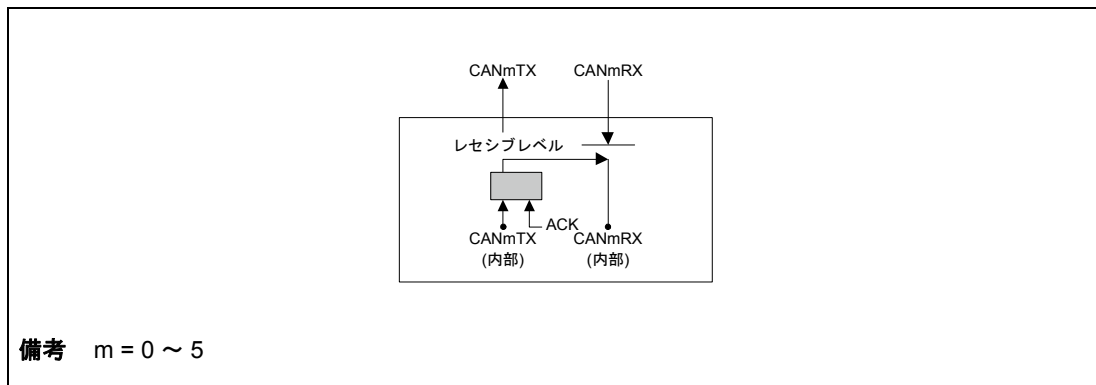 CANmTX CANmRX
レセシブレベル
ACK
CANmTX CANmRX
(内部) (内部)
備考 m = 0 ～ 5